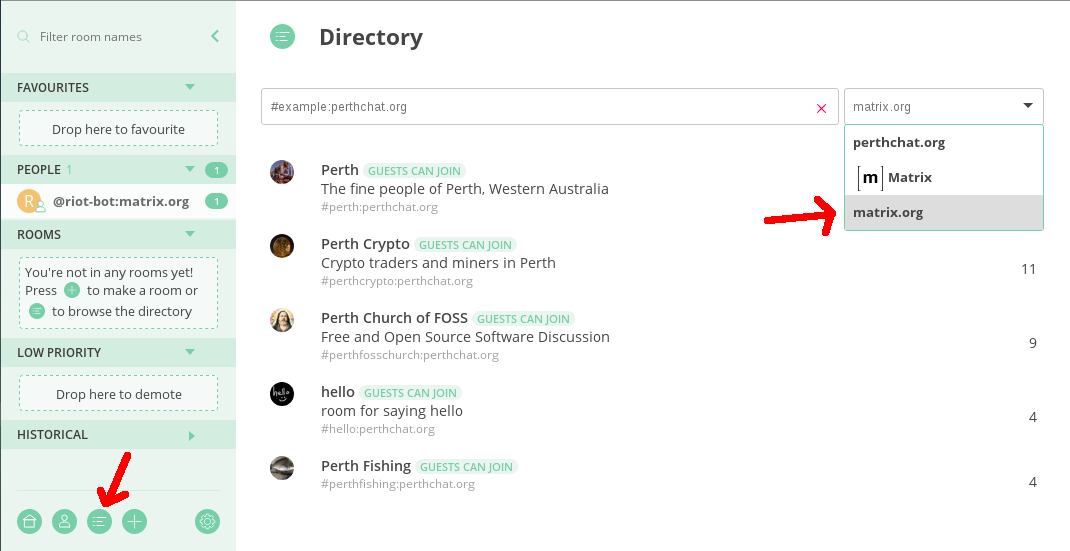 Filter room names
FAVOURITES
Drop here to favourite
PEOPLE 1 1
R @riot-bot:matrix.org 1
ROOMS
You're not in any rooms yet!
Press + to make a room or
to browse the directory
LOW PRIORITY
Drop here to demote
HISTORICAL
Directory
#example:perthchat.org
matrix.org
perthchat.org
[m] Matrix
matrix.org
Perth GUESTS CAN JOIN
The fine people of Perth, Western Australia
#perth:perthchat.org
Perth Crypto GUESTS CAN JOIN
Crypto traders and miners in Perth 11
#perthcrypto:perthchat.org
Perth Church of FOSS GUESTS CAN JOIN
Free and Open Source Software Discussion 9
#perthfosschurch:perthchat.org
hello
hello GUESTS CAN JOIN
room for saying hello 4
#hello:perthchat.org
Perth Fishing GUESTS CAN JOIN
#perthfishing:perthchat.org 4